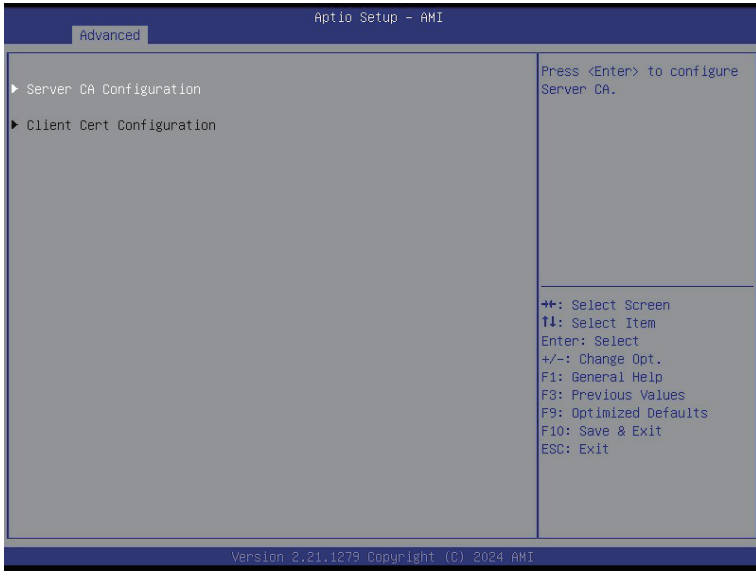 Aptio Setup - AMI
Advanced
▶ Server CA Configuration
▶ Client Cert Configuration
Press <Enter> to configure
Server CA.
→←: Select Screen
↑↓: Select Item
Enter: Select
+/-: Change Opt.
F1: General Help
F3: Previous Values
F9: Optimized Defaults
F10: Save & Exit
ESC: Exit
Version 2.21.1279 Copyright (C) 2024 AMI